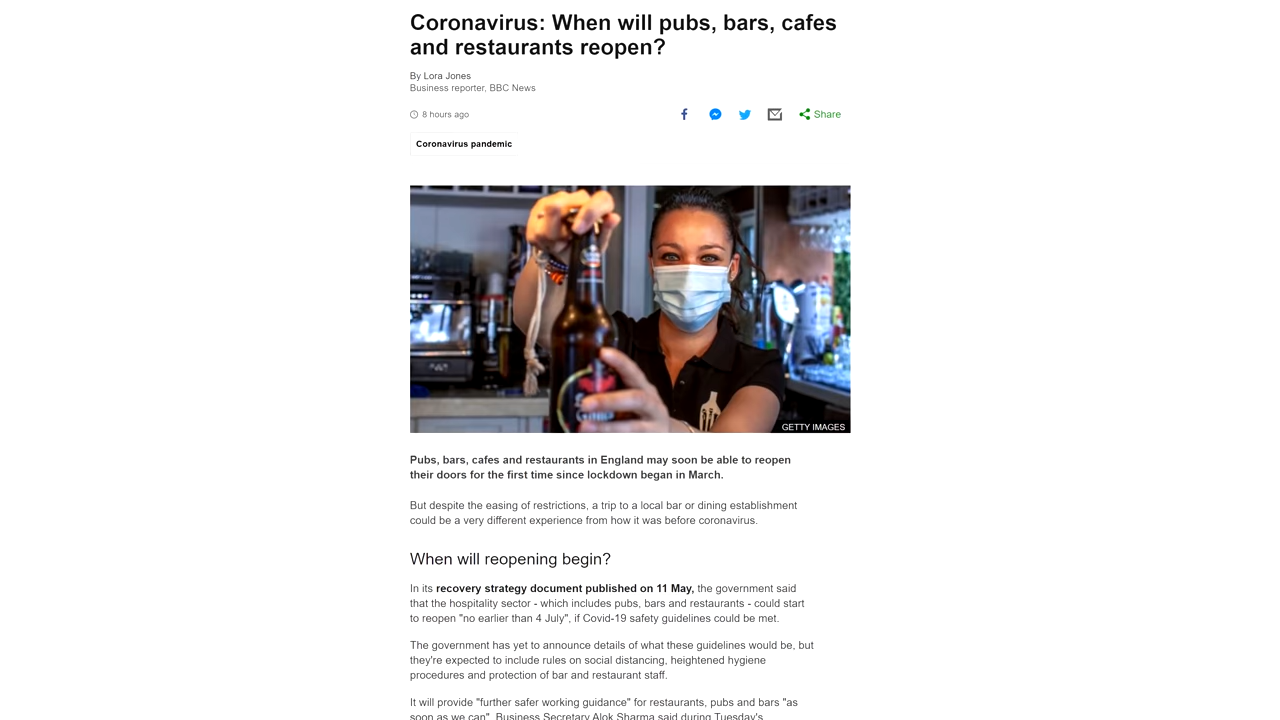 Coronavirus: When will pubs, bars, cafes
and restaurants reopen?
By Lora Jones
Business reporter, BBC News
8 hours ago
Share
Coronavirus pandemic
GETTY IMAGES
Pubs, bars, cafes and restaurants in England may soon be able to reopen
their doors for the first time since lockdown began in March.
But despite the easing of restrictions, a trip to a local bar or dining establishment
could be a very different experience from how it was before coronavirus.
When will reopening begin?
In its recovery strategy document published on 11 May, the government said
that the hospitality sector - which includes pubs, bars and restaurants - could start
to reopen "no earlier than 4 July", if Covid-19 safety guidelines could be met.
The government has yet to announce details of what these guidelines would be, but
they're expected to include rules on social distancing, heightened hygiene
procedures and protection of bar and restaurant staff.
It will provide "further safer working guidance" for restaurants, pubs and bars "as
soon as we can", Business Secretary Alok Sharma said during Tuesday's